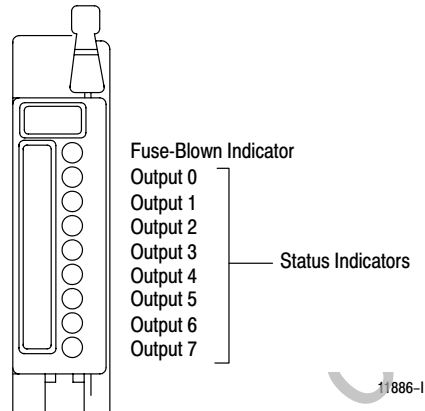 Fuse-Blown Indicator
Output 0
Output 1
Output 2
Output 3
Output 4
Output 5
Output 6
Output 7
Status Indicators
11886-I